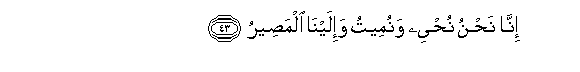 إِنَّا نَحْنُ نُحْىِۦ وَنُمِيتُ وَإِلَيْنَا ٱلْمَصِيرُ ۝٤٣